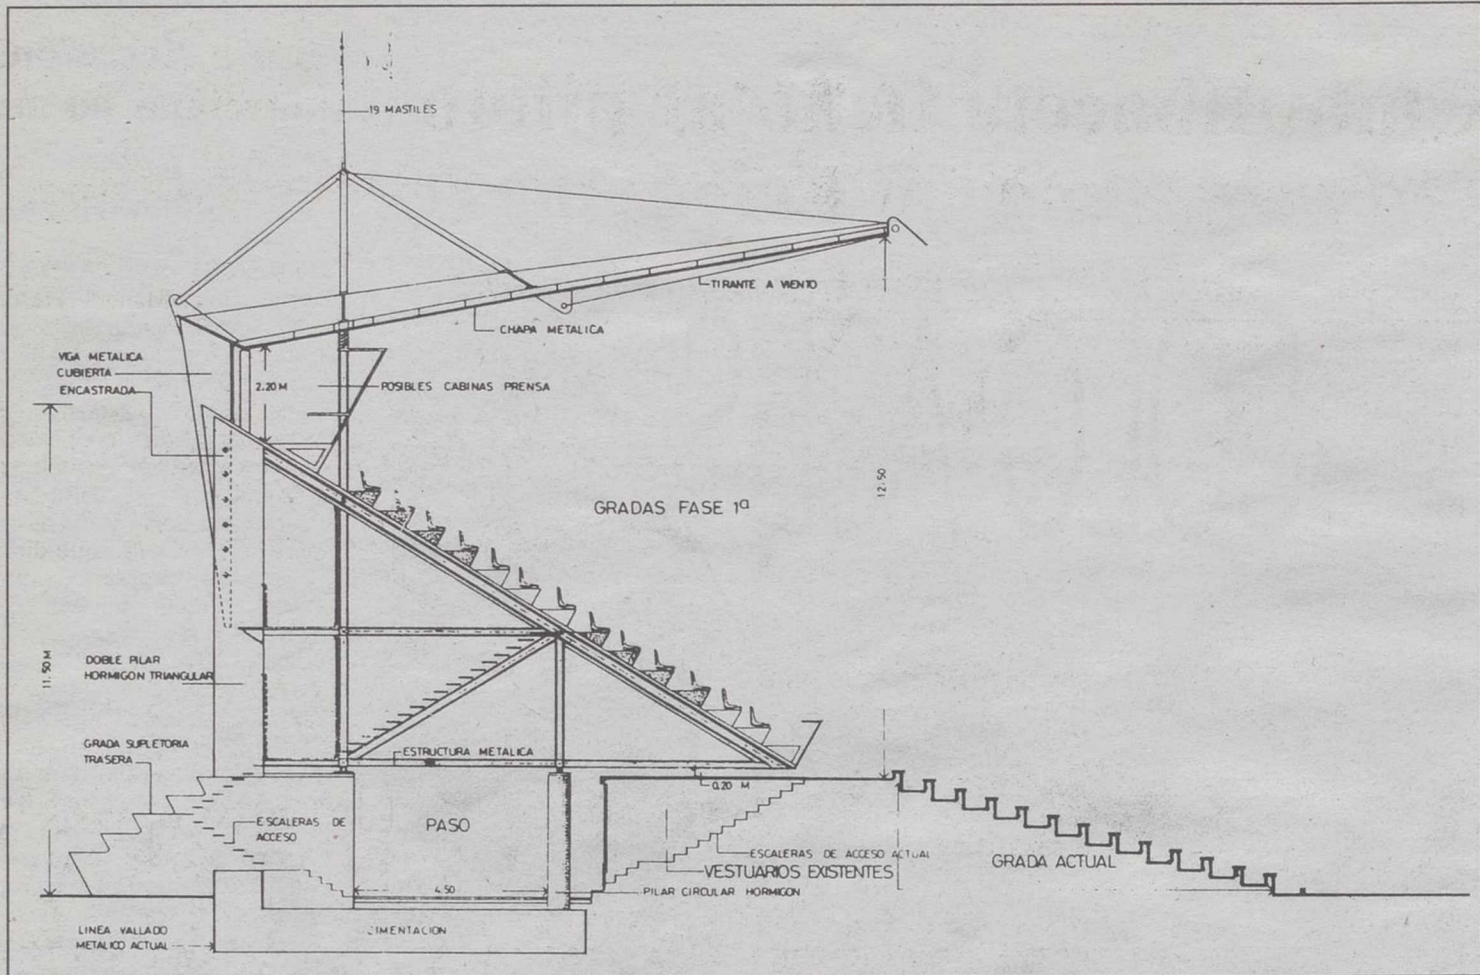 19 MASTILES
TIRANTE A VIENTO
CHAPA METALICA
VIGA METALICA
CUBIERTA
ENCASTRADA
2.20 M
POSIBLES CABINAS PRENSA
GRADAS FASE 1ª
12.50
11.50 M
DOBLE PILAR
HORMIGON TRIANGULAR
GRADA SUPLETORIA
TRASERA
ESTRUCTURA METALICA
0.20 M
ESCALERAS DE
ACCESO
PASO
ESCALERAS DE ACCESO ACTUAL
GRADA ACTUAL
VESTUARIOS EXISTENTES
4.50
PILAR CIRCULAR HORMIGON
LINEA VALLADO
METALICO ACTUAL
CIMENTACION